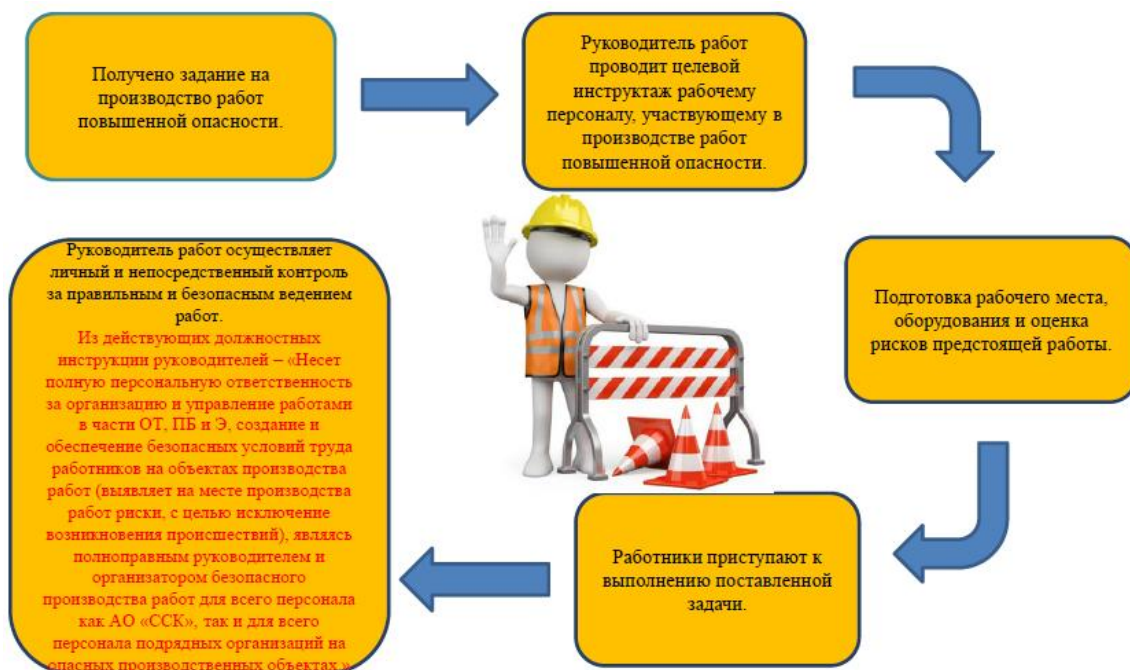 Получено задание на
производство работ
повышенной опасности.
Руководитель работ
проводит целевой
инструктаж рабочему
персоналу, участвующему в
производстве работ
повышенной опасности.
Подготовка рабочего места,
оборудования и оценка
рисков предстоящей работы.
Работники приступают к
выполнению поставленной
задачи.
Руководитель работ осуществляет
личный и непосредственный контроль
за правильным и безопасным ведением
работ.
Из действующих должностных
инструкции руководителей – «Несет
полную персональную ответственность
за организацию и управление работами
в части ОТ, ПБ и Э, создание и
обеспечение безопасных условий труда
работников на объектах производства
работ (выявляет на месте производства
работ риски, с целью исключение
возникновения происшествий), являясь
полноправным руководителем и
организатором безопасного
производства работ для всего персонала
как АО «ССК», так и для всего
персонала подрядных организаций на
опасных производственных объектах.»